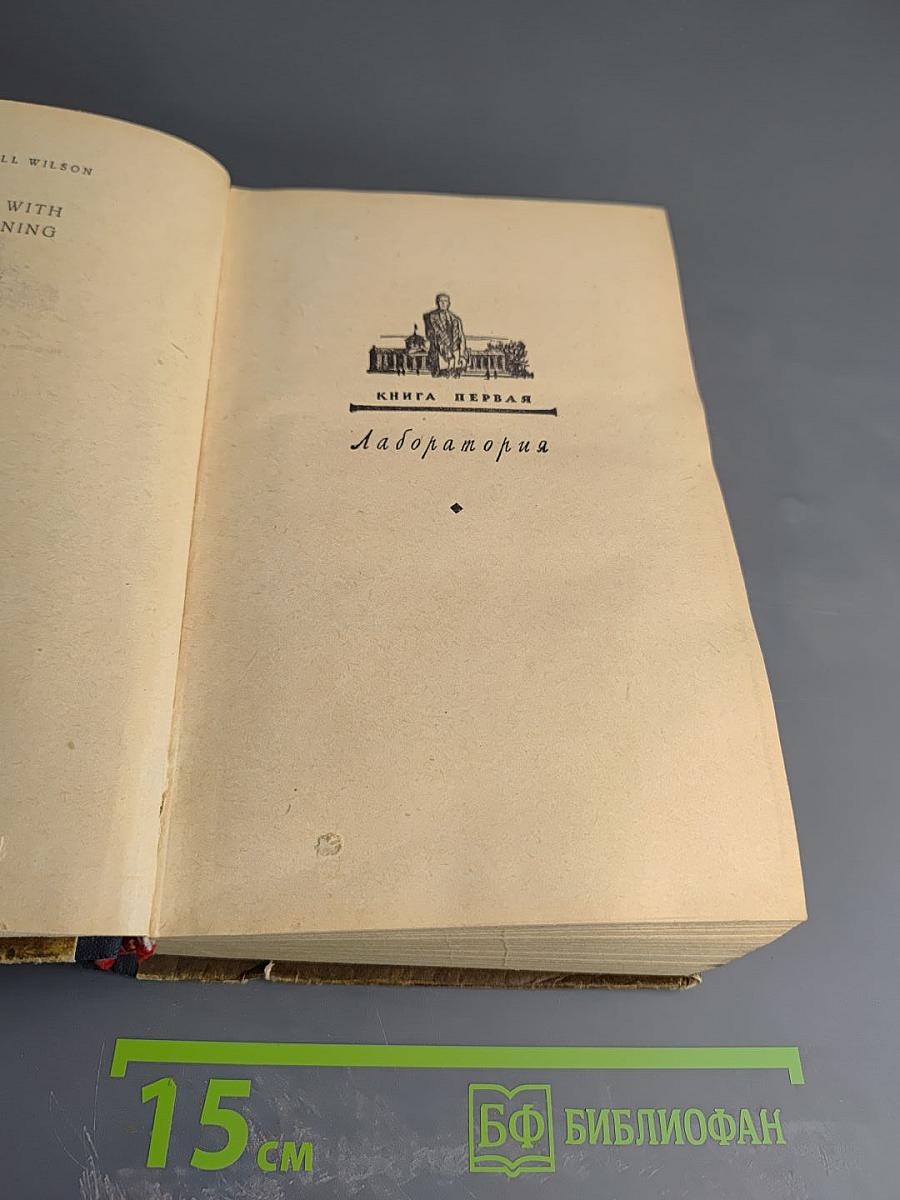 LL WILSON
WITH
NING
КНИГА ПЕРВАЯ
Лаборатория
15 см
БФ БИБЛИОФАН